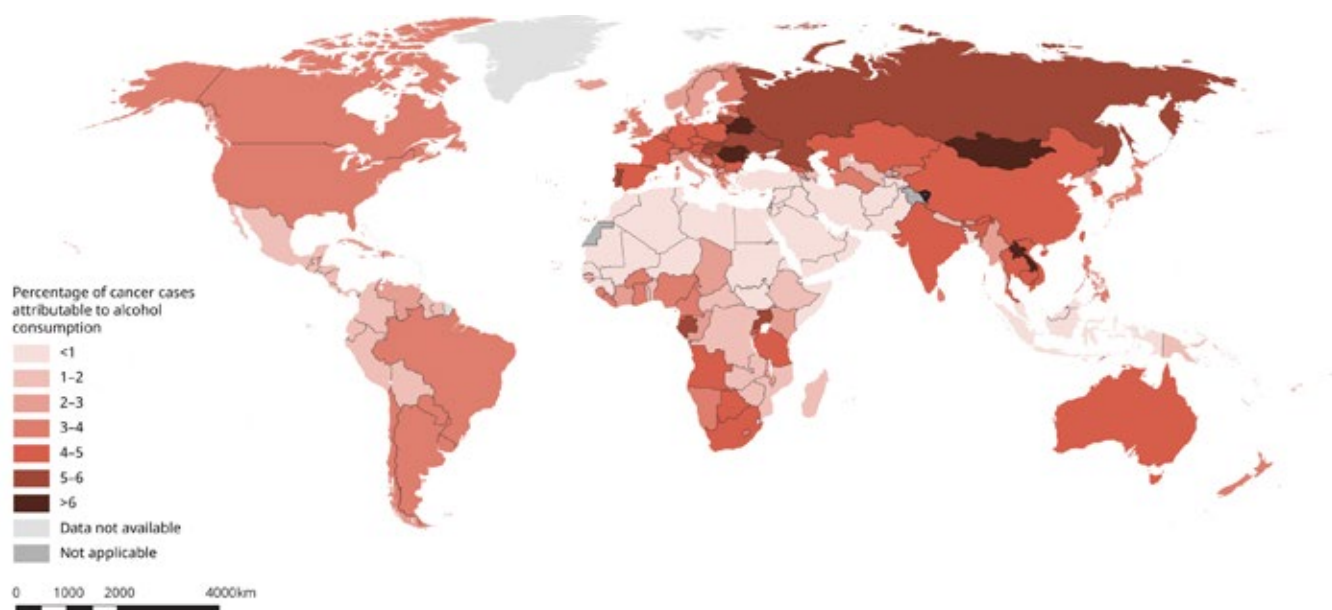 Percentage of cancer cases
attributable to alcohol
consumption
<1
1–2
2–3
3–4
4–5
5–6
>6
Data not available
Not applicable
0 1000 2000 4000km